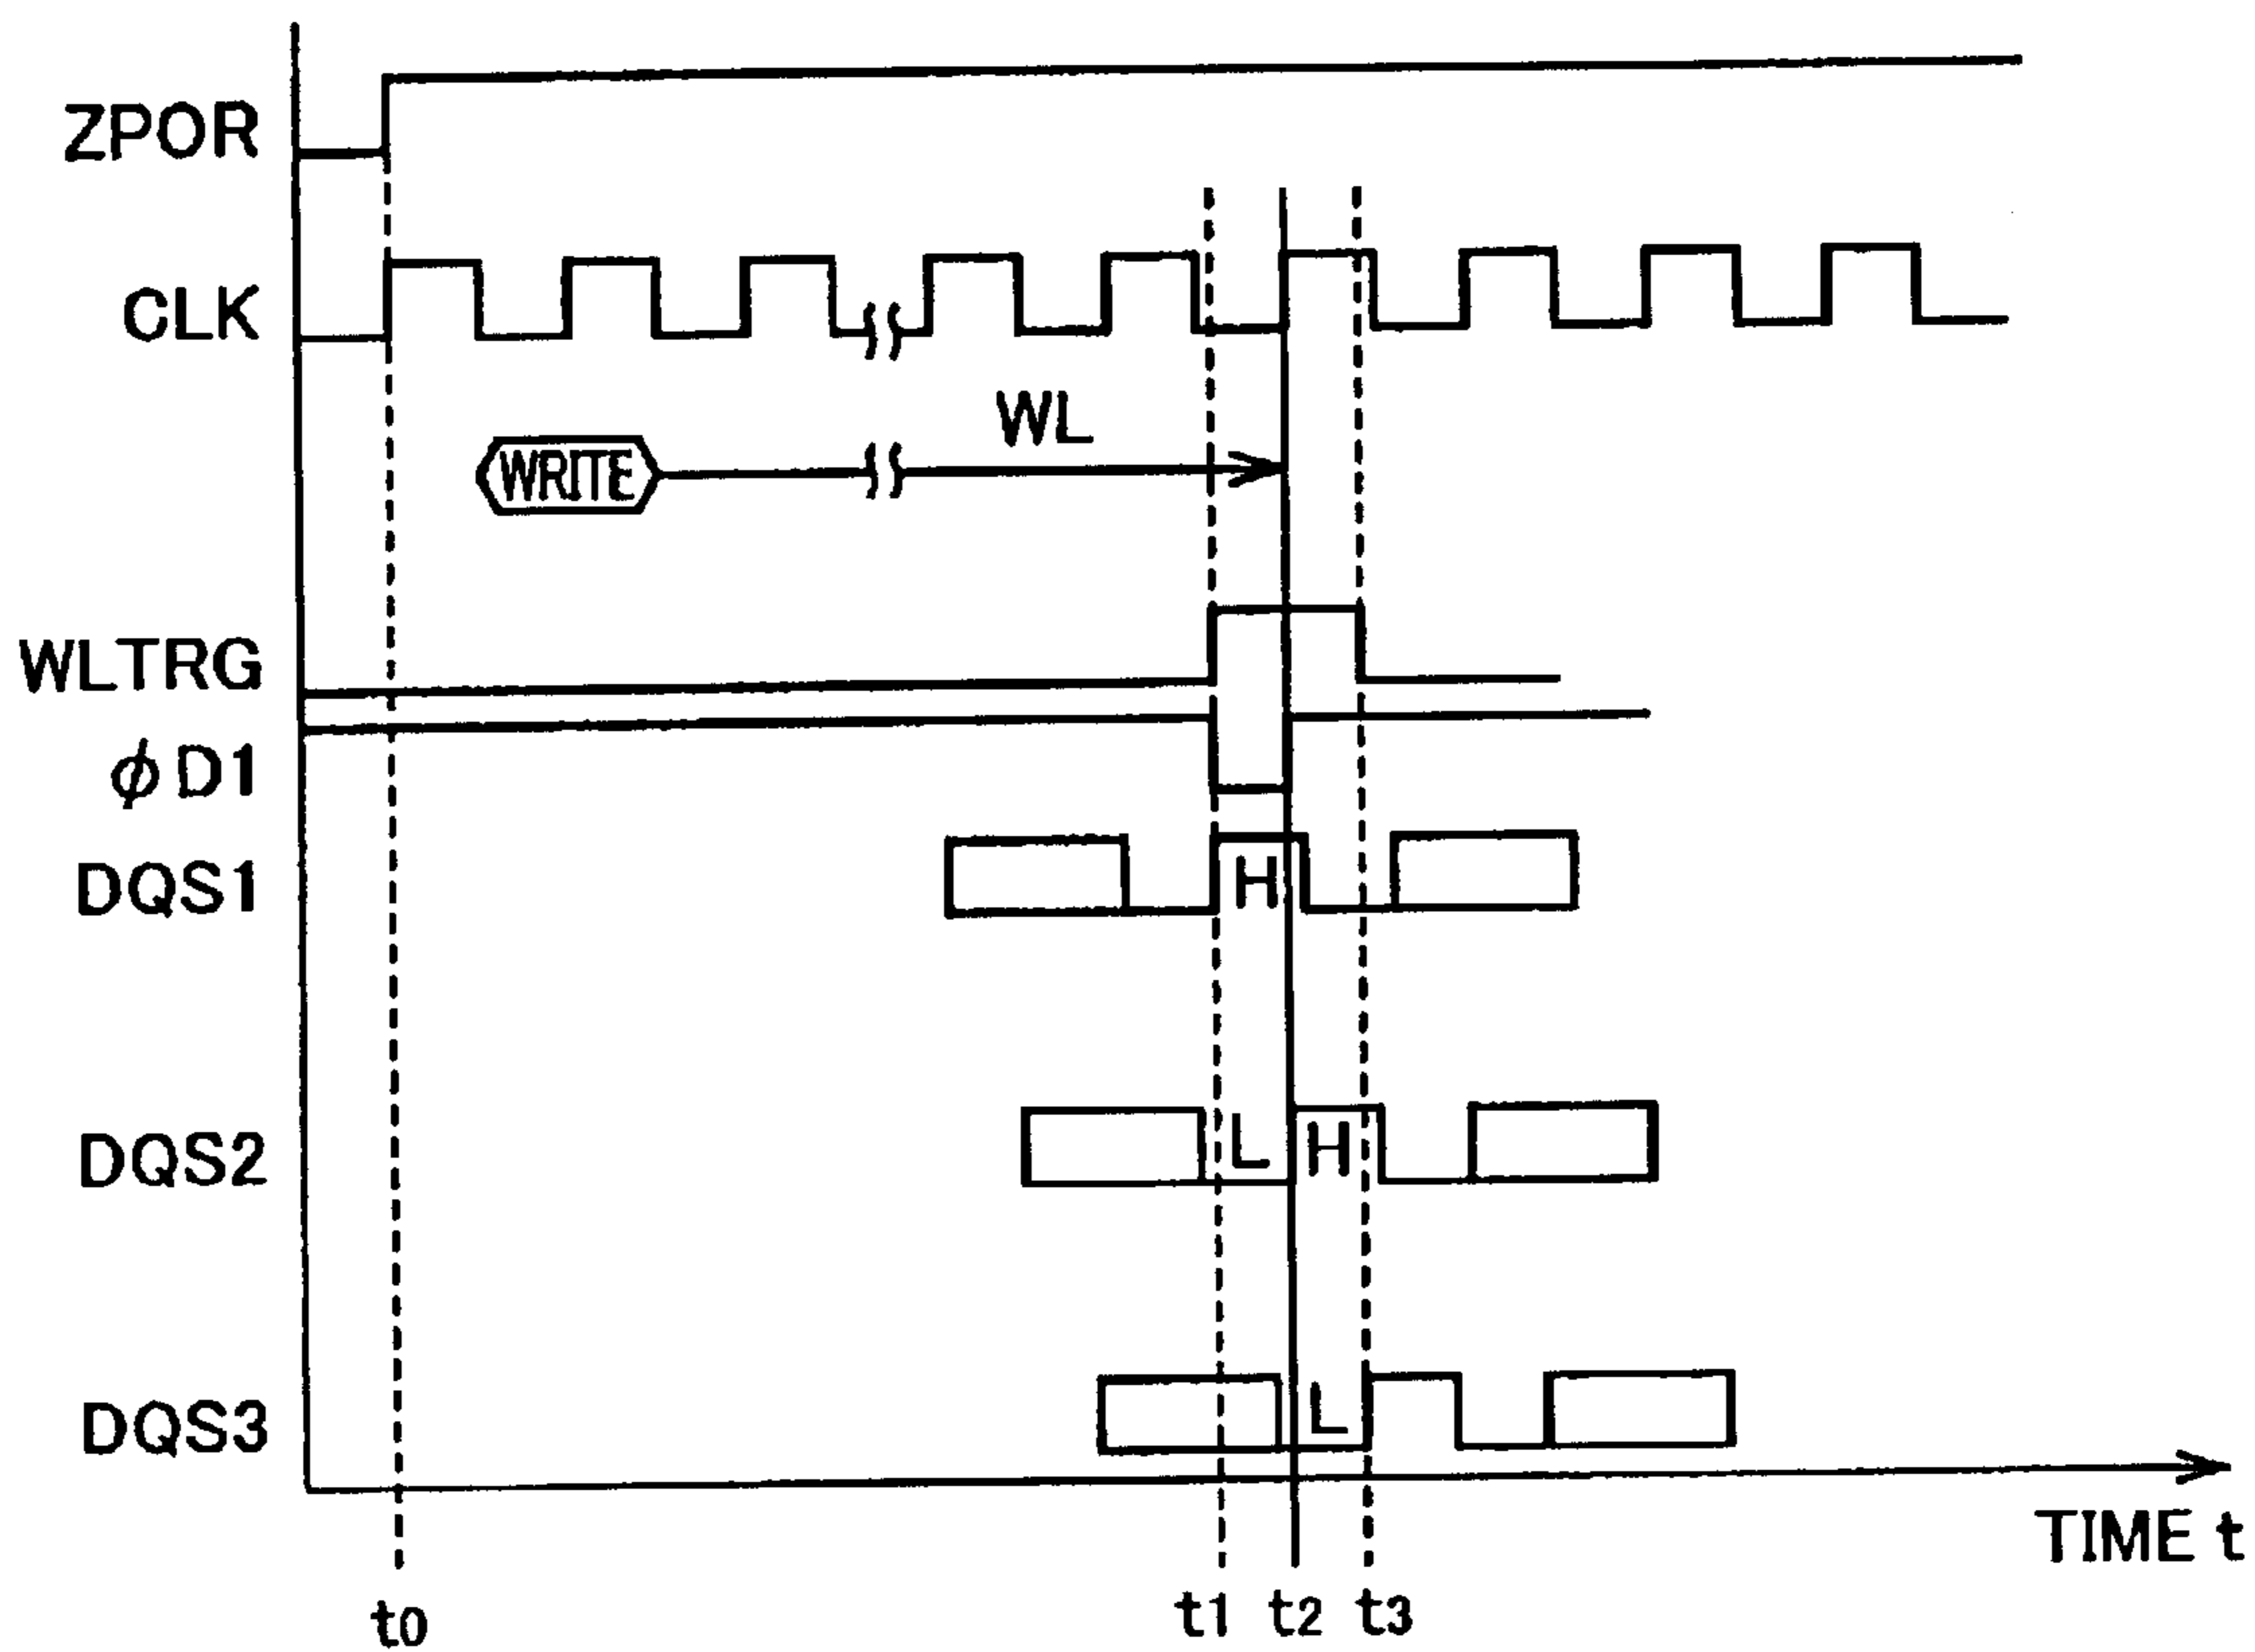 ZPOR
CLK
WL
WRITE
WLTRG
φD1
DQS1 H
DQS2 L H
DQS3 L
TIME t
t0 t1 t2 t3